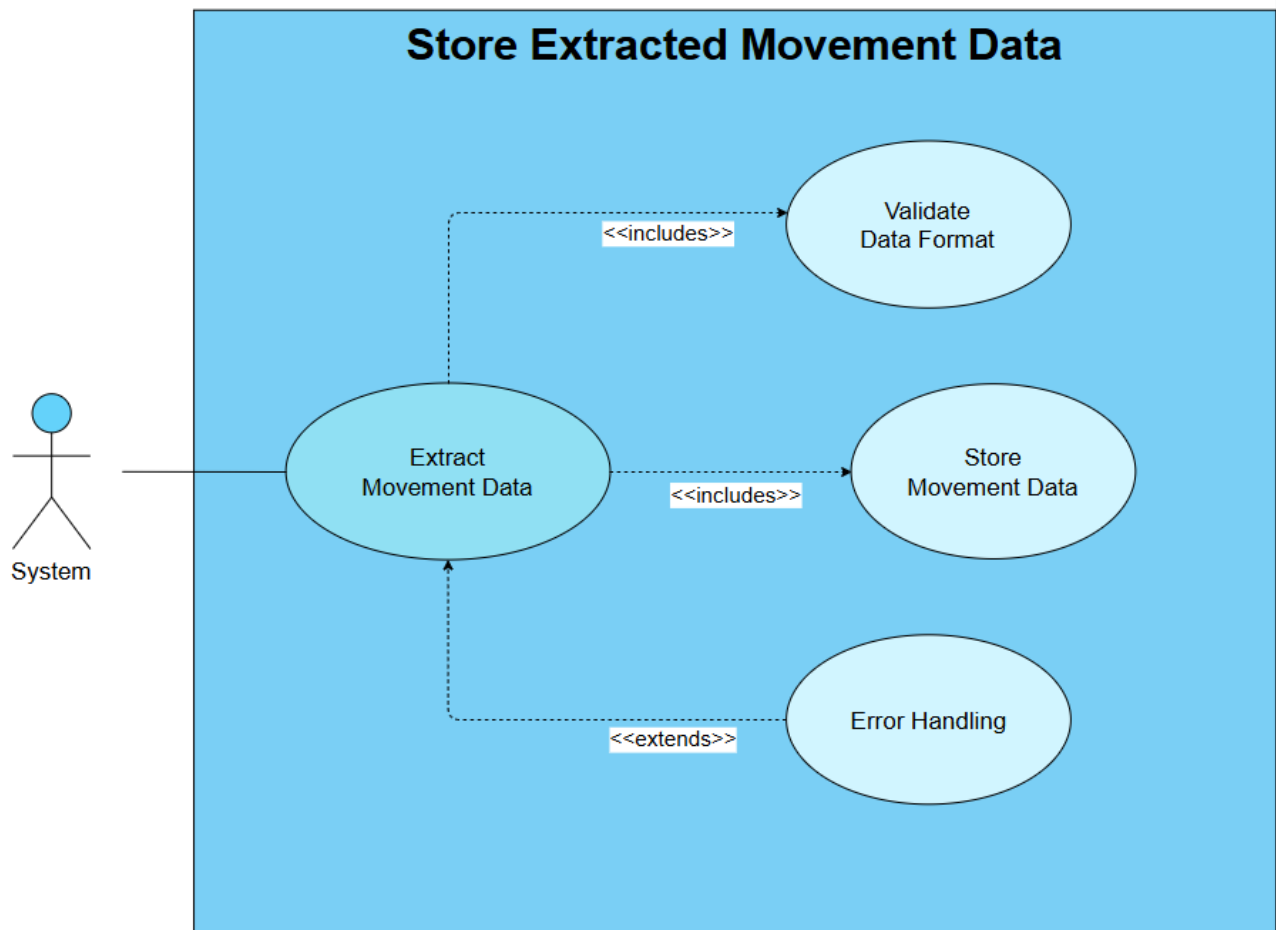 Store Extracted Movement Data
Validate
Data Format
<<includes>>
Extract
Movement Data
Store
Movement Data
<<includes>>
System
Error Handling
<<extends>>